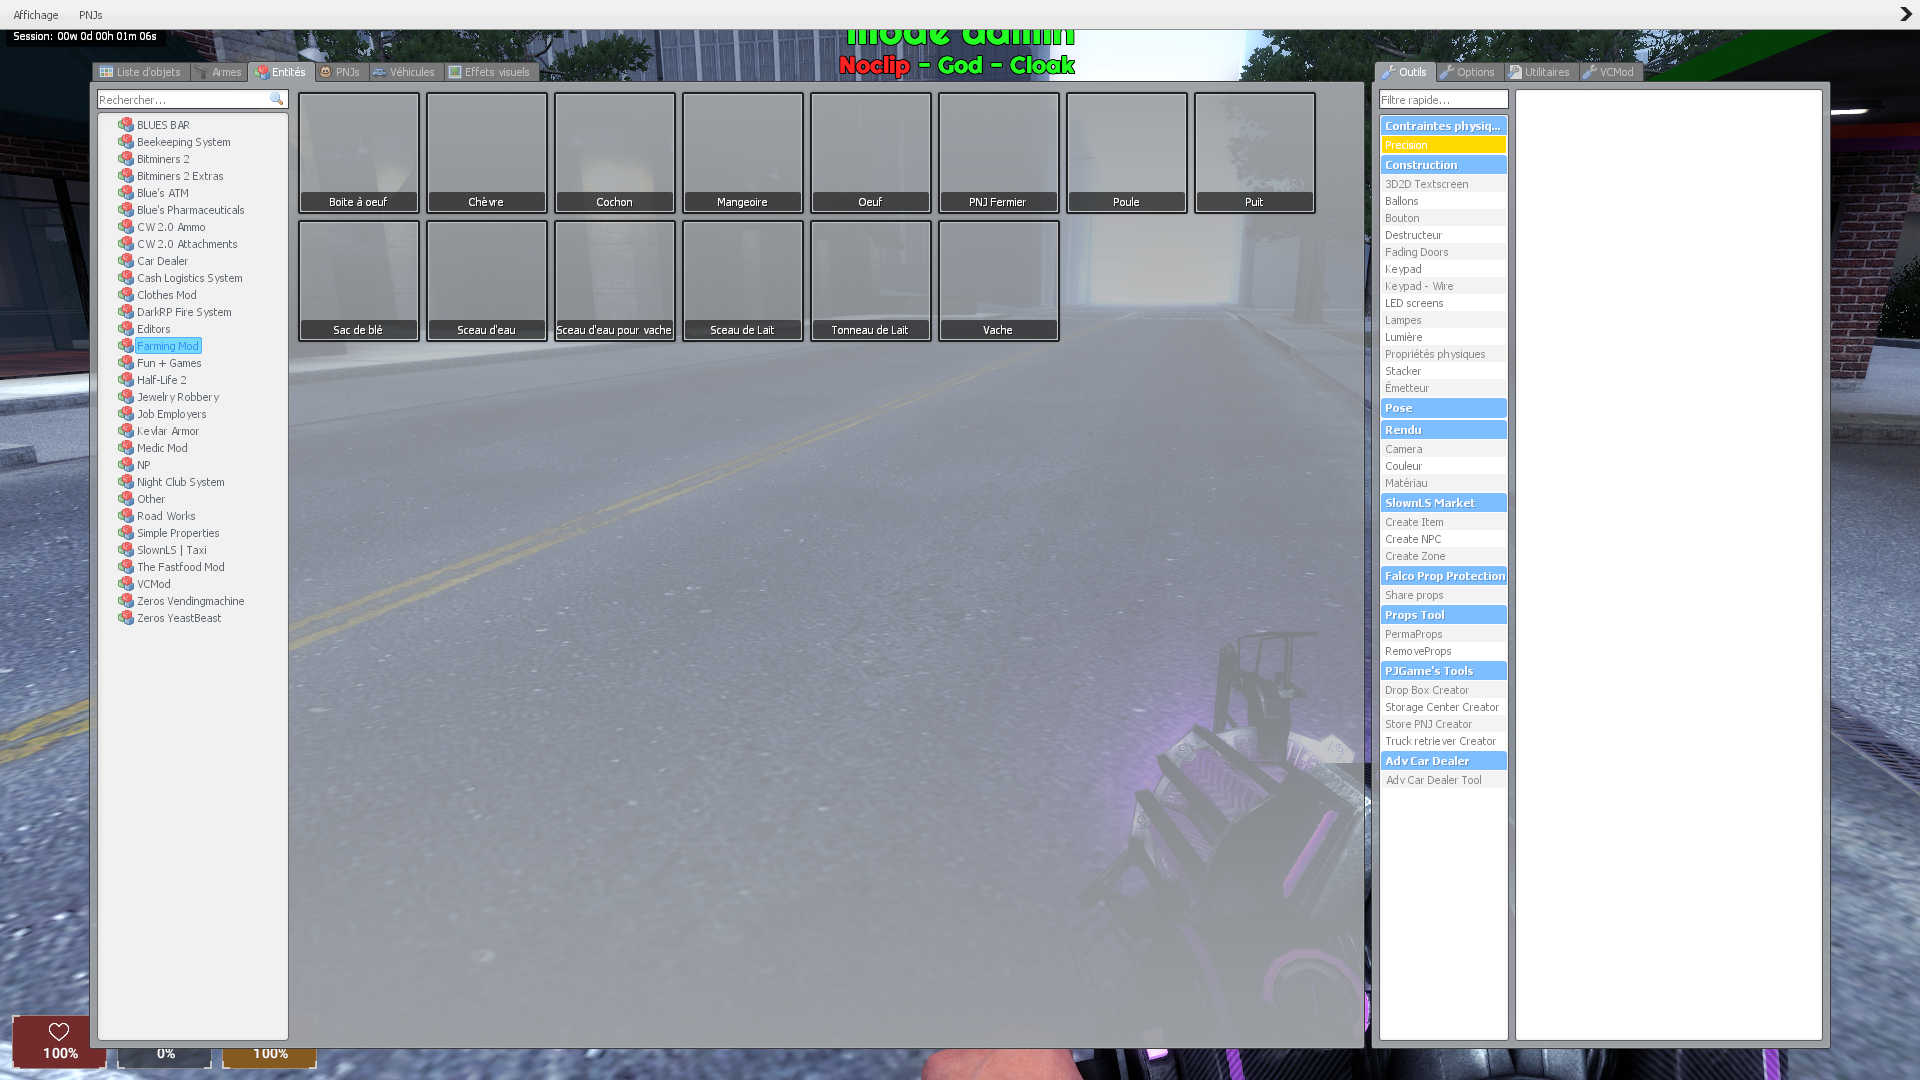 Affichage PNJs
Session: 00w 0d 00h 01m 06s
mode admin
Noclip - God - Cloak
Liste d'objets Armes Entités PNJs Véhicules Effets visuels
Rechercher...
BLUES BAR
Beekeeping System
Bitminers 2
Bitminers 2 Extras
Blue's ATM
Blue's Pharmaceuticals
CW 2.0 Ammo
CW 2.0 Attachments
Car Dealer
Cash Logistics System
Clothes Mod
DarkRP Fire System
Editors
Farming Mod
Fun + Games
Half-Life 2
Jewelry Robbery
Job Employers
Kevlar Armor
Medic Mod
NP
Night Club System
Other
Road Works
Simple Properties
SlownLS | Taxi
The Fastfood Mod
VCMod
Zeros Vendingmachine
Zeros YeastBeast
Boite à oeuf Chèvre Cochon Mangeoire Oeuf PNJ Fermier Poule Puit
Sac de blé Sceau d'eau Sceau d'eau pour vache Sceau de Lait Tonneau de Lait Vache
Outils Options Utilitaires VCMod
Filtre rapide...
Contraintes physiq...
Precision
Construction
3D2D Textscreen
Ballons
Bouton
Destructeur
Fading Doors
Keypad
Keypad - Wire
LED screens
Lampes
Lumière
Propriétés physiques
Stacker
Émetteur
Pose
Rendu
Camera
Couleur
Matériau
SlownLS Market
Create Item
Create NPC
Create Zone
Falco Prop Protection
Share props
Props Tool
PermaProps
RemoveProps
PJGame's Tools
Drop Box Creator
Storage Center Creator
Store PNJ Creator
Truck retriever Creator
Adv Car Dealer
Adv Car Dealer Tool
100% 0% 100%